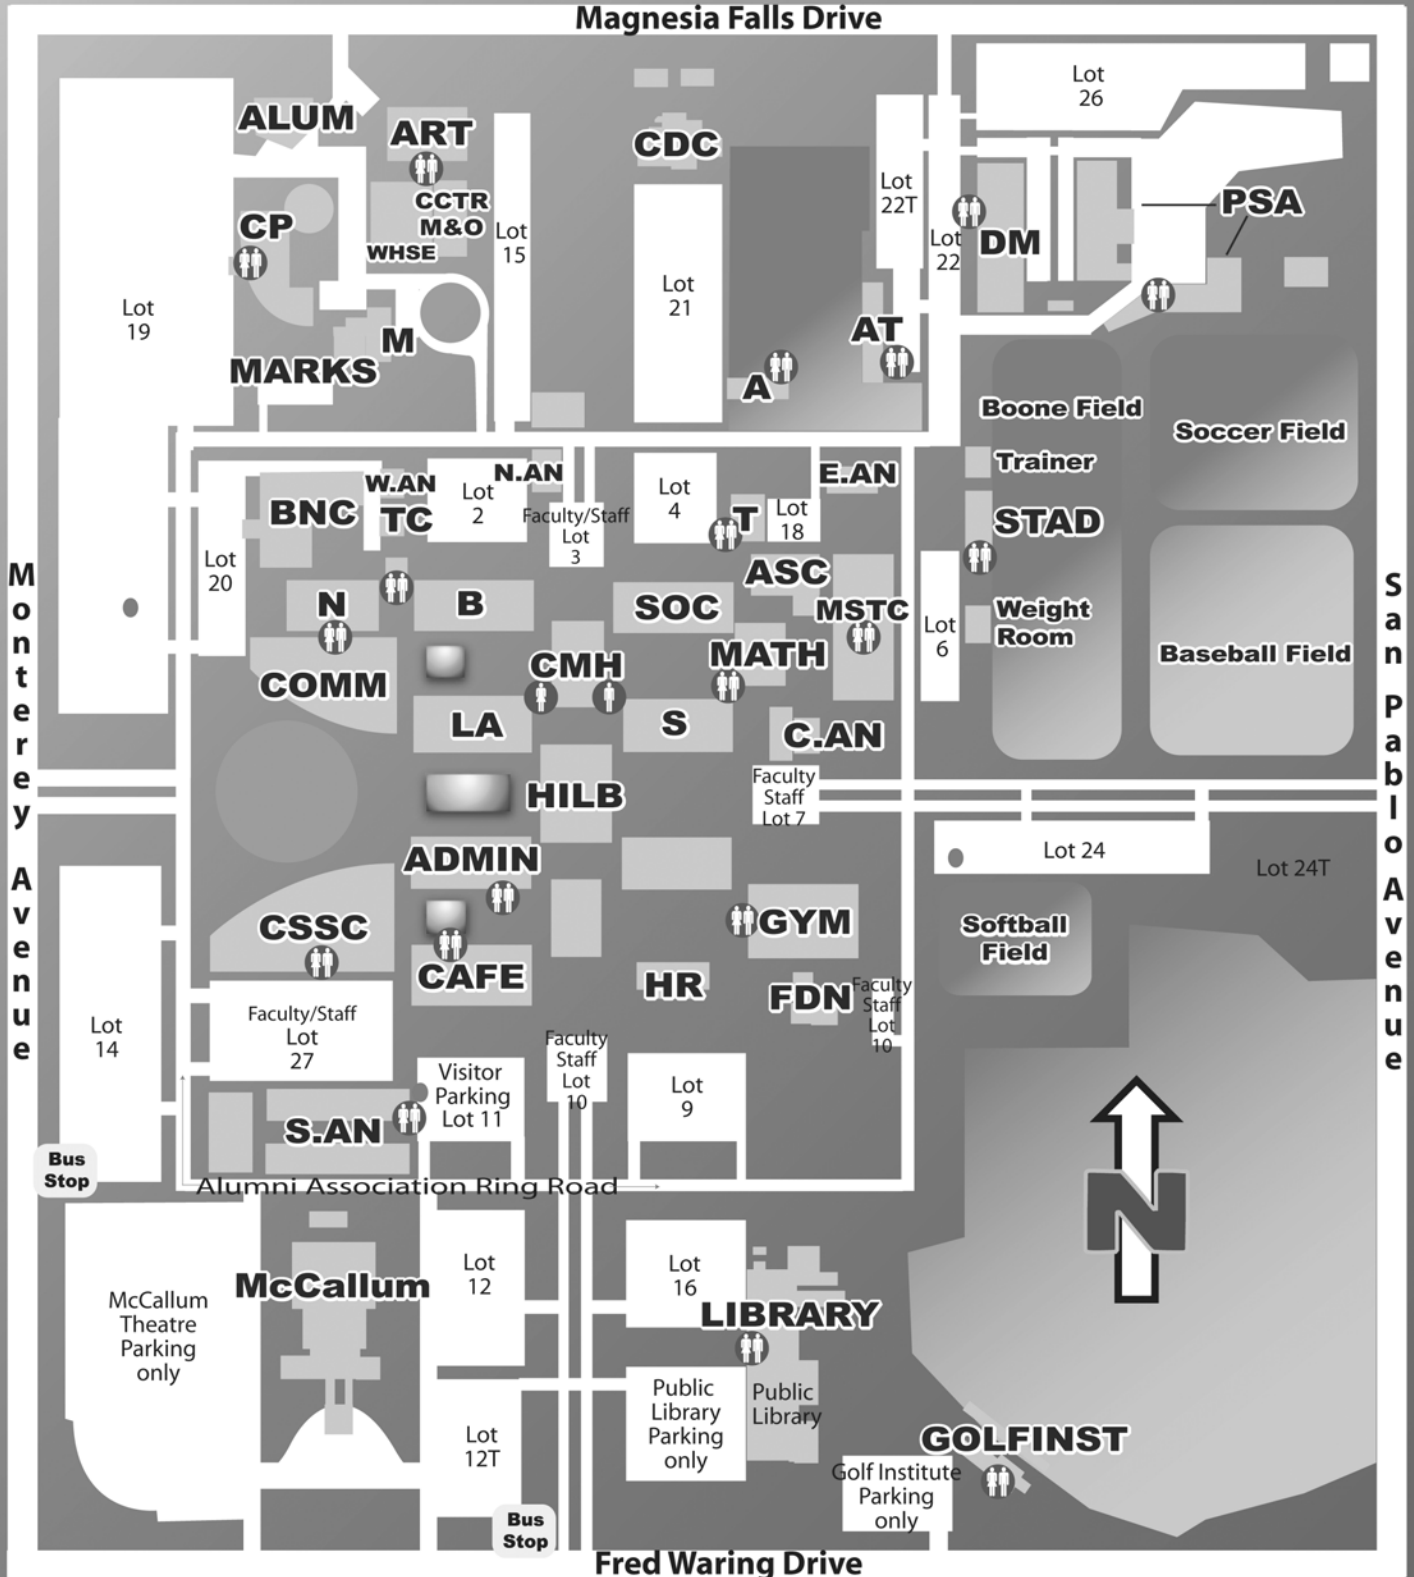 Magnesia Falls Drive
Lot
26
ALUM
ART
CDC
Lot
22T
PSA
CP
CCTR
M&O
WHSE
Lot
15
Lot
22
DM
Lot
19
Lot
21
M
MARKS
AT
A
Boone Field
Soccer Field
Trainer
STAD
Weight
Room
Baseball Field
W.AN
N.AN
E.AN
BNC
TC
Lot
2
Faculty/Staff
Lot
3
Lot
4
T
Lot
18
Lot
20
ASC
MSTC
N
B
SOC
Lot
6
MATH
CMH
COMM
LA
S
C.AN
HILB
Faculty
Staff
Lot 7
Monterey Avenue
San Pablo Avenue
ADMIN
Lot 24
Lot 24T
CSSC
GYM
Softball
Field
CAFE
HR
FDN
Faculty
Staff
Lot
10
Lot
14
Faculty/Staff
Lot
27
Visitor
Parking
Lot 11
Faculty
Staff
Lot
10
Lot
9
S.AN
Bus
Stop
Alumni Association Ring Road
N
McCallum
Lot
12
Lot
16
LIBRARY
McCallum
Theatre
Parking
only
Public
Library
Parking
only
Public
Library
Lot
12T
GOLFINST
Golf Institute
Parking
only
Bus
Stop
Fred Waring Drive